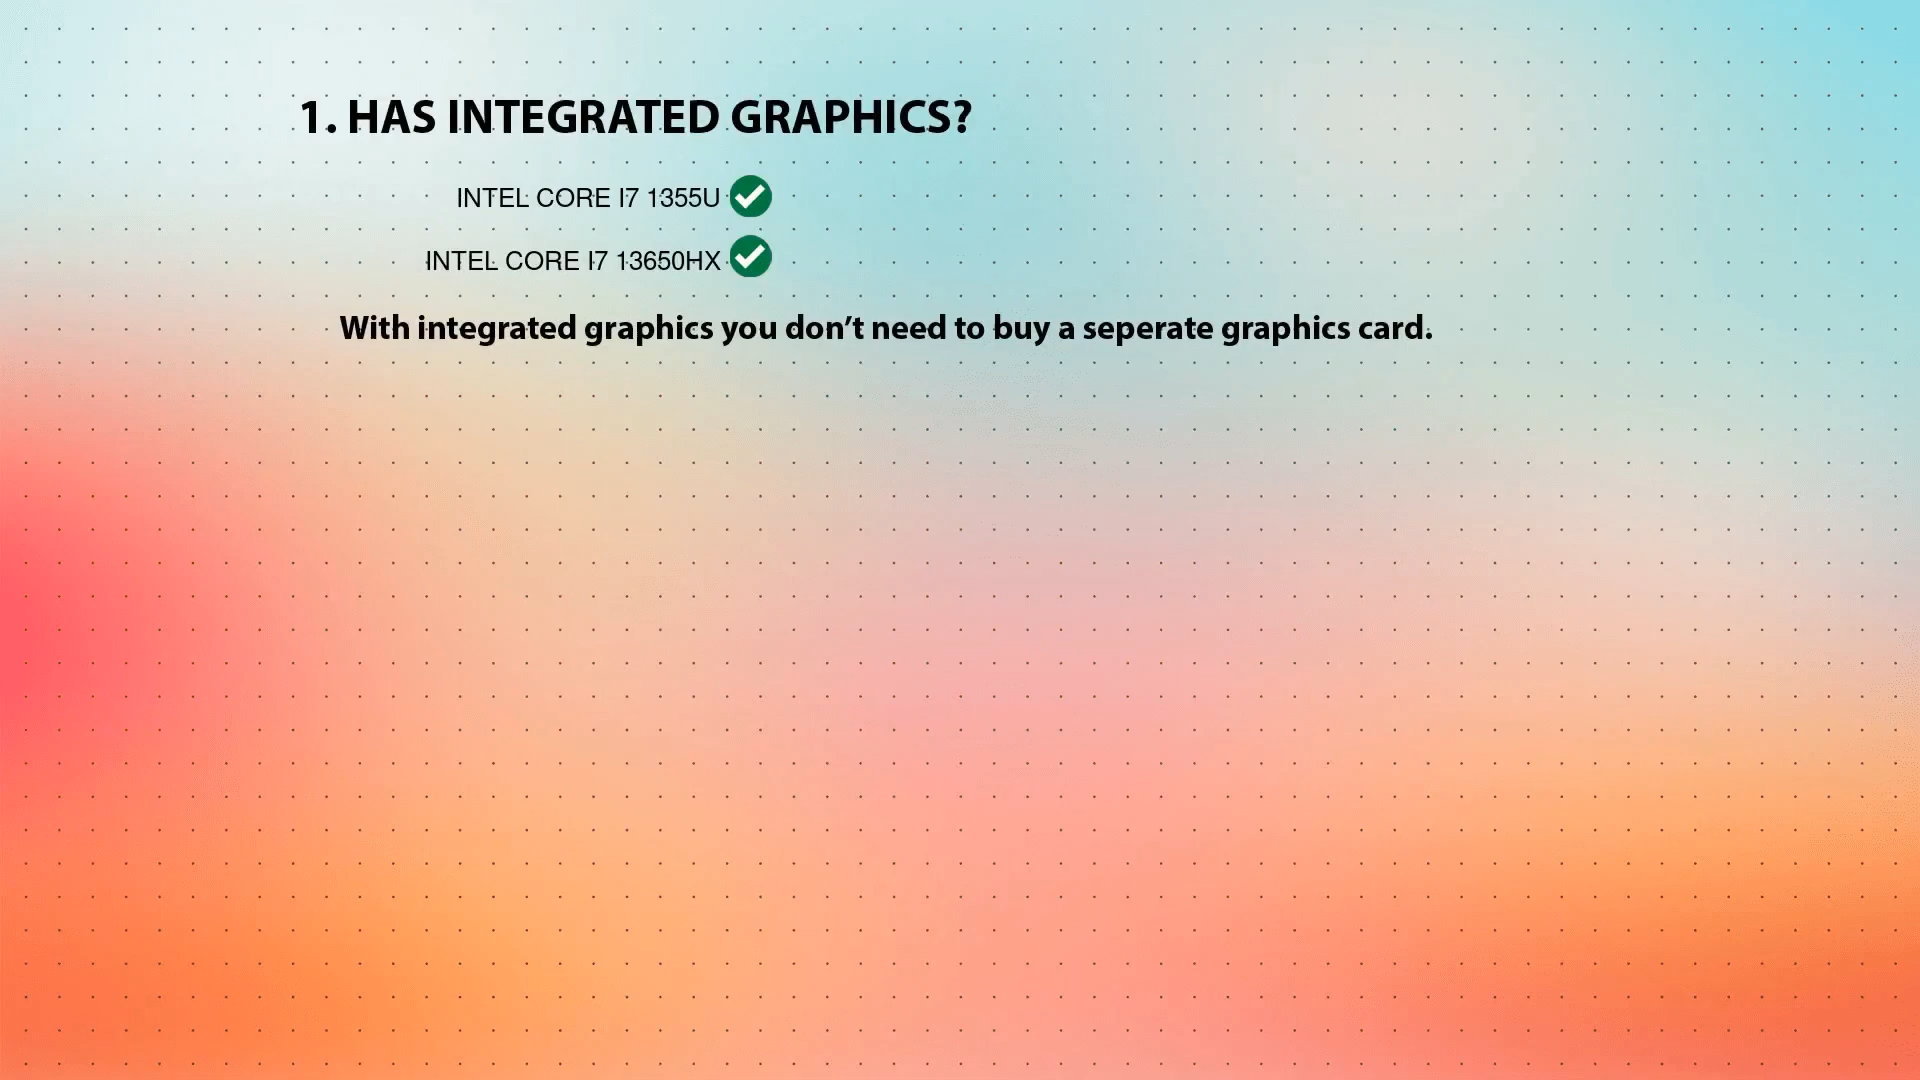 1. HAS INTEGRATED GRAPHICS?
INTEL CORE I7 1355U
INTEL CORE I7 13650HX
With integrated graphics you don’t need to buy a seperate graphics card.